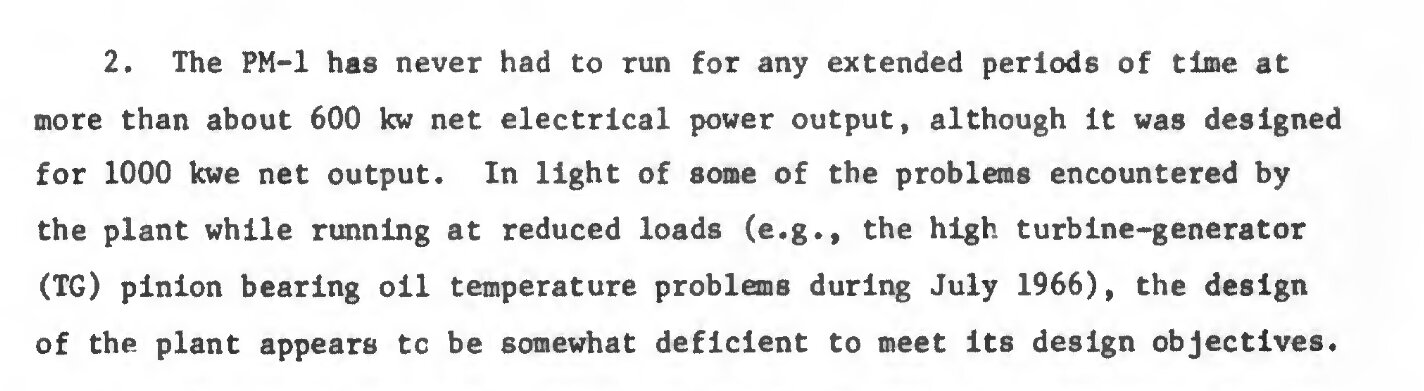 2. The PM-1 has never had to run for any extended periods of time at
more than about 600 kw net electrical power output, although it was designed
for 1000 kwe net output. In light of some of the problems encountered by
the plant while running at reduced loads (e.g., the high turbine-generator
(TG) pinion bearing oil temperature problems during July 1966), the design
of the plant appears tc be somewhat deficient to meet its design objectives.